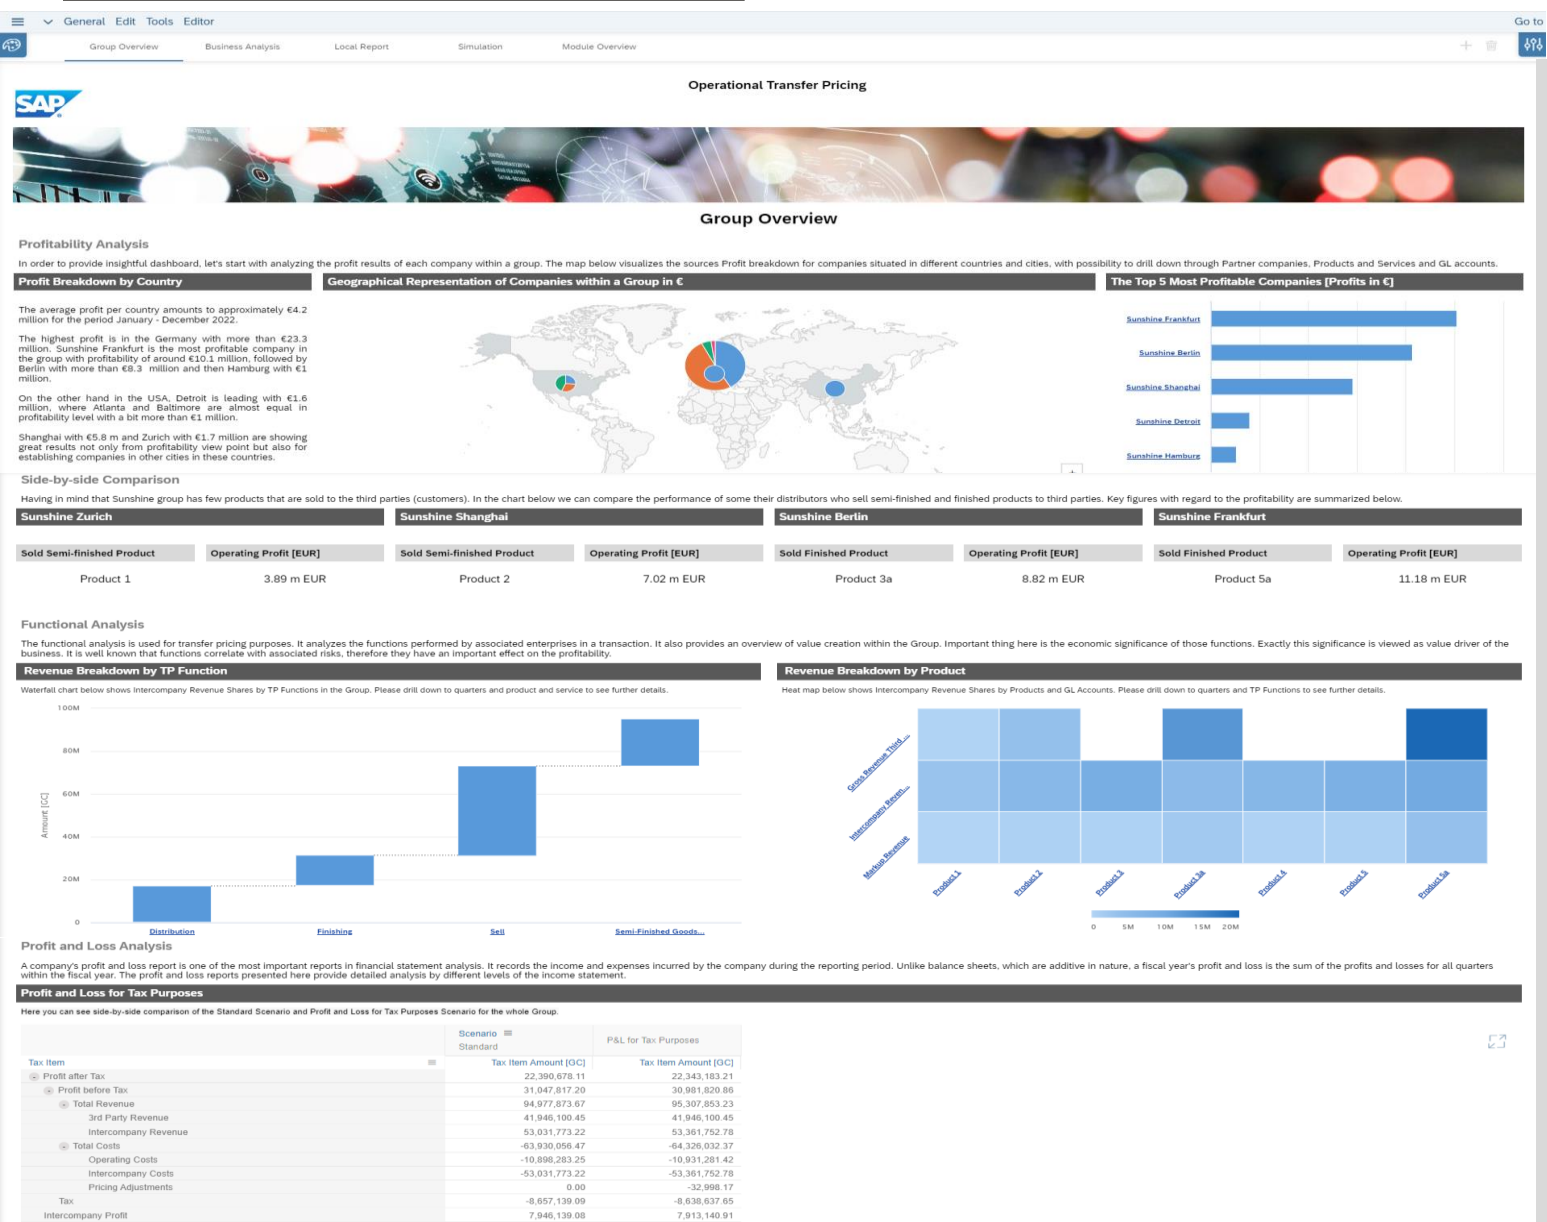 General Edit Tools Editor
Go to
Group Overview Business Analysis Local Report Simulation Module Overview
Operational Transfer Pricing
SAP
Group Overview
Profitability Analysis
In order to provide insightful dashboard, let's start with analyzing the profit results of each company within a group. The map below visualizes the sources Profit breakdown for companies situated in different countries and cities, with possibility to drill down through Partner companies, Products and Services and GL accounts.
Profit Breakdown by Country
The average profit per country amounts to approximately €4.2
million for the period January - December 2022.
The highest profit is in the Germany with more than €23.3
million. Sunshine Frankfurt is the most profitable company in
the group with profitability of around €10.1 million, followed by
Berlin with more than €8.3 million and then Hamburg with €1
million.
On the other hand in the USA, Detroit is leading with €1.6
million, where Atlanta and Baltimore are almost equal in
profitability level with a bit more than €1 million.
Shanghai with €5.8 m and Zurich with €1.7 million are showing
great results not only from profitability view point but also for
establishing companies in other cities in these countries.
Geographical Representation of Companies within a Group in €
The Top 5 Most Profitable Companies [Profits in €]
Sunshine Frankfurt
Sunshine Berlin
Sunshine Shanghai
Sunshine Detroit
Sunshine Hamburg
Side-by-side Comparison
Having in mind that Sunshine group has few products that are sold to the third parties (customers). In the chart below we can compare the performance of some their distributors who sell semi-finished and finished products to third parties. Key figures with regard to the profitability are summarized below.
Sunshine Zurich Sunshine Shanghai Sunshine Berlin Sunshine Frankfurt
Sold Semi-finished Product Operating Profit [EUR] Sold Semi-finished Product Operating Profit [EUR] Sold Finished Product Operating Profit [EUR] Sold Finished Product Operating Profit [EUR]
Product 1 3.89 m EUR Product 2 7.02 m EUR Product 3a 8.82 m EUR Product 5a 11.18 m EUR
Functional Analysis
The functional analysis is used for transfer pricing purposes. It analyzes the functions performed by associated enterprises in a transaction. It also provides an overview of value creation within the Group. Important thing here is the economic significance of those functions. Exactly this significance is viewed as value driver of the
business. It is well known that functions correlate with associated risks, therefore they have an important effect on the profitability.
Revenue Breakdown by TP Function
Waterfall chart below shows Intercompany Revenue Shares by TP Functions in the Group. Please drill down to quarters and product and service to see further details.
100M
80M
60M
40M
20M
0
Amount [GC]
Distribution Finishing Sell Semi-Finished Goods...
Revenue Breakdown by Product
Heat map below shows Intercompany Revenue Shares by Products and GL Accounts. Please drill down to quarters and TP Functions to see further details.
Gross Revenue Third ...
Intercompany Reven...
Markup Revenue
Product 1 Product 2 Product 3 Product 3a Product 4 Product 5 Product 5a
0 5M 10M 15M 20M
Profit and Loss Analysis
A company's profit and loss report is one of the most important reports in financial statement analysis. It records the income and expenses incurred by the company during the reporting period. Unlike balance sheets, which are additive in nature, a fiscal year's profit and loss is the sum of the profits and losses for all quarters
within the fiscal year. The profit and loss reports presented here provide detailed analysis by different levels of the income statement.
Profit and Loss for Tax Purposes
Here you can see side-by-side comparison of the Standard Scenario and Profit and Loss for Tax Purposes Scenario for the whole Group.
Scenario
Standard P&L for Tax Purposes
Tax Item Tax Item Amount [GC] Tax Item Amount [GC]
Profit after Tax 22,390,678.11 22,343,183.21
Profit before Tax 31,047,817.20 30,981,820.86
Total Revenue 94,977,873.67 95,307,853.23
3rd Party Revenue 41,946,100.45 41,946,100.45
Intercompany Revenue 53,031,773.22 53,361,752.78
Total Costs -63,930,056.47 -64,326,032.37
Operating Costs -10,898,283.25 -10,931,281.42
Intercompany Costs -53,031,773.22 -53,361,752.78
Pricing Adjustments 0.00 -32,998.17
Tax -8,657,139.09 -8,638,637.65
Intercompany Profit 7,946,139.08 7,913,140.91